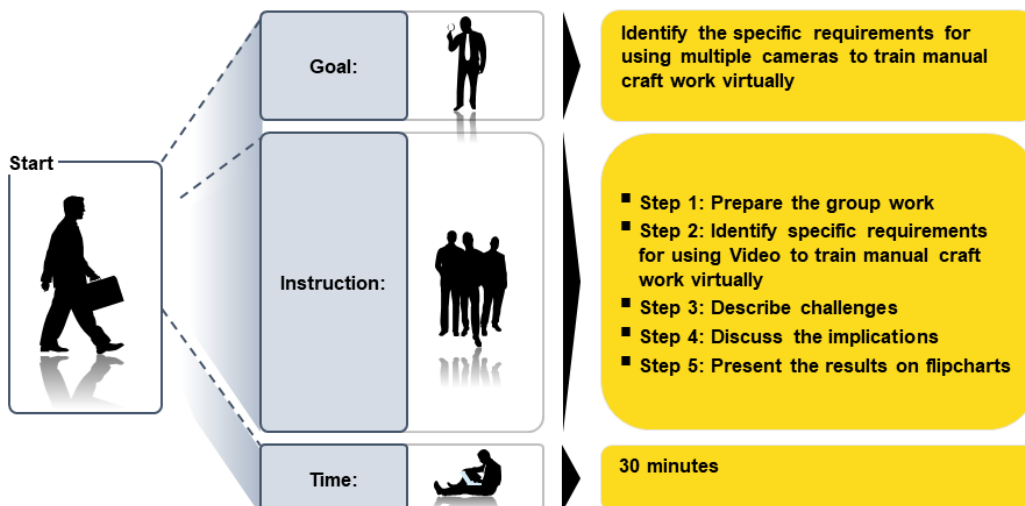 Start
Goal:
Identify the specific requirements for
using multiple cameras to train manual
craft work virtually
Instruction:
▪ Step 1: Prepare the group work
▪ Step 2: Identify specific requirements
for using Video to train manual craft
work virtually
▪ Step 3: Describe challenges
▪ Step 4: Discuss the implications
▪ Step 5: Present the results on flipcharts
Time:
30 minutes